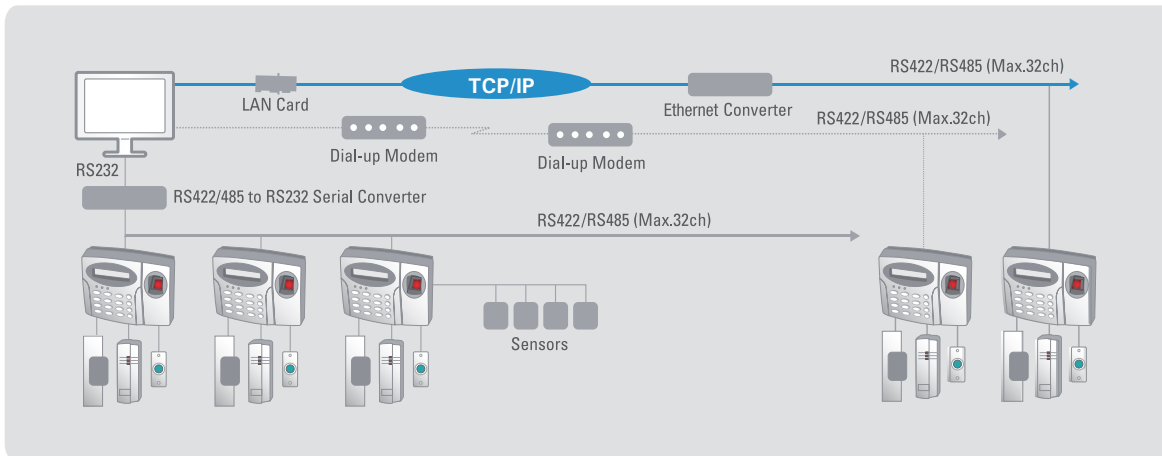 RS422/RS485 (Max.32ch)
TCP/IP
LAN Card
Ethernet Converter
RS422/RS485 (Max.32ch)
Dial-up Modem
Dial-up Modem
RS232
RS422/485 to RS232 Serial Converter
RS422/RS485 (Max.32ch)
Sensors